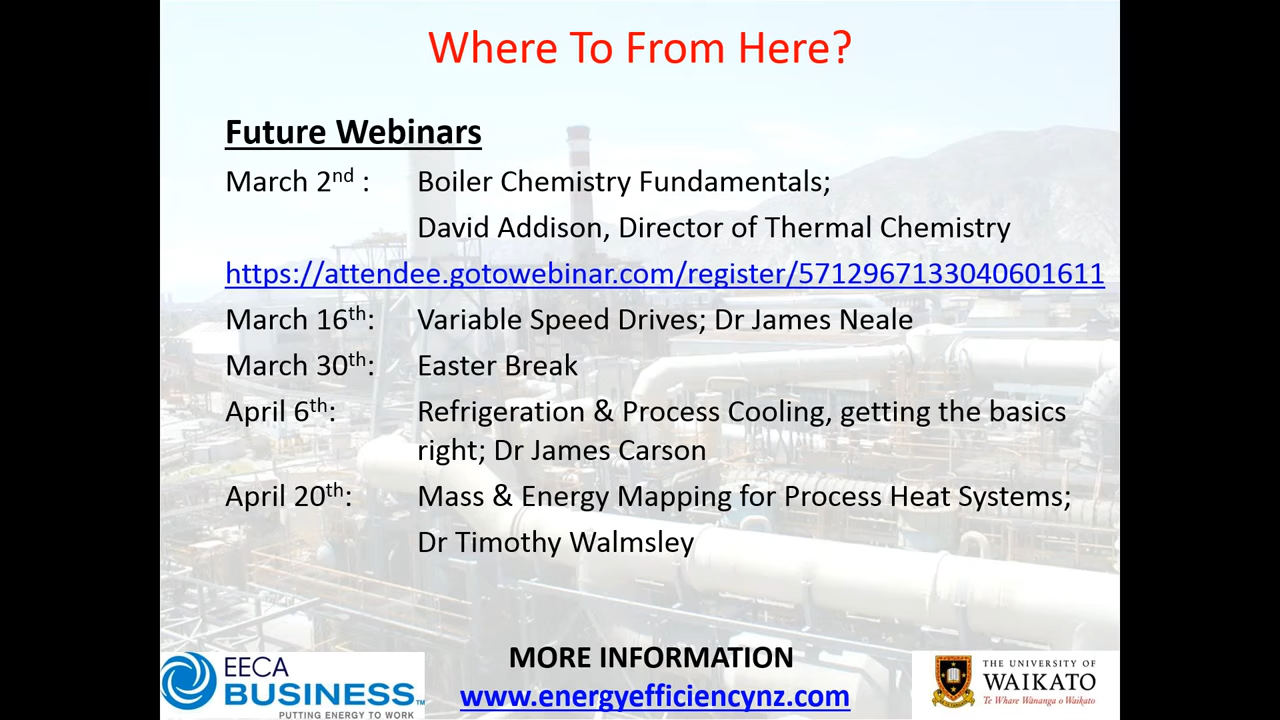 Where To From Here?
Future Webinars
March 2nd : Boiler Chemistry Fundamentals;
David Addison, Director of Thermal Chemistry
https://attendee.gotowebinar.com/register/5712967133040601611
March 16th: Variable Speed Drives; Dr James Neale
March 30th: Easter Break
April 6th: Refrigeration & Process Cooling, getting the basics
right; Dr James Carson
April 20th: Mass & Energy Mapping for Process Heat Systems;
Dr Timothy Walmsley
MORE INFORMATION
www.energyefficiencynz.com
EECA
BUSINESS™
PUTTING ENERGY TO WORK
THE UNIVERSITY OF
WAIKATO
Te Whare Wānanga o Waikato